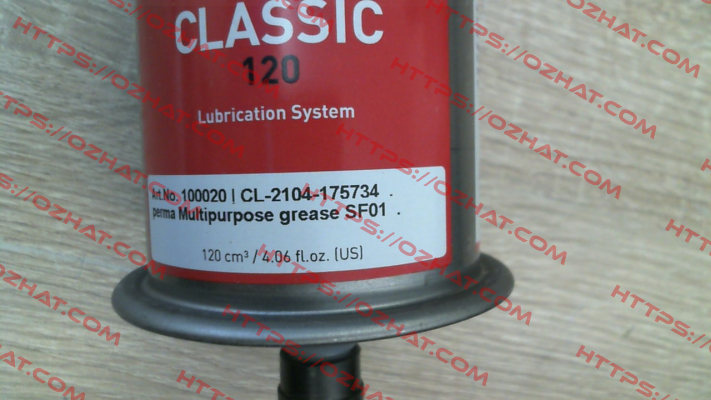 CLASSIC
120
Lubrication System
Art.No. 100020 | CL-2104-175734 .
perma Multipurpose grease SF01 .
120 cm³ / 4.06 fl.oz. (US)
HTTPS://OZHAT.COM